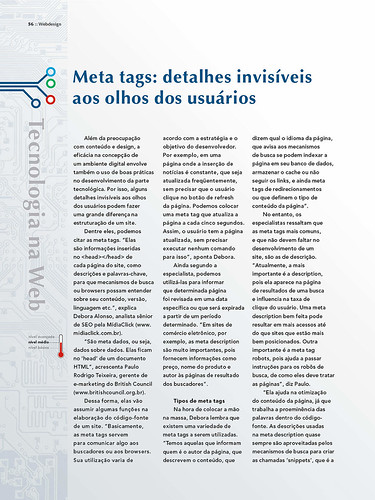 56 :: Webdesign
Tecnologia na Web
nível avançado
nível médio
nível básico
Meta tags: detalhes invisíveis
aos olhos dos usuários
Além da preocupação
com conteúdo e design, a
eficácia na concepção de
um ambiente digital envolve
também o uso de boas práticas
no desenvolvimento da parte
tecnológica. Por isso, alguns
detalhes invisíveis aos olhos
dos usuários podem fazer
uma grande diferença na
estruturação de um site.
Dentre eles, podemos
citar as meta tags. “Elas
são informações inseridas
no <head></head> de
cada página do site, como
descrições e palavras-chave,
para que mecanismos de busca
ou browsers possam entender
sobre seu conteúdo, versão,
linguagem etc.”, explica
Debora Afonso, analista sênior
de SEO pela MídiaClick (www.
midiaclick.com.br).
“São meta dados, ou seja,
dados sobre dados. Elas ficam
no ‘head’ de um documento
HTML”, acrescenta Paulo
Rodrigo Teixeira, gerente de
e-marketing do British Council
(www.britishcouncil.org.br).
Dessa forma, elas vão
assumir algumas funções na
elaboração do código-fonte
de um site. “Basicamente,
as meta tags servem
para comunicar algo aos
buscadores ou aos browsers.
Sua utilização varia de
acordo com a estratégia e o
objetivo do desenvolvedor.
Por exemplo, em uma
página onde a inserção de
notícias é constante, que seja
atualizada freqüentemente,
sem precisar que o usuário
clique no botão de refresh
da página. Podemos colocar
uma meta tag que atualiza a
página a cada cinco segundos.
Assim, o usuário tem a página
atualizada, sem precisar
executar nenhum comando
para isso”, aponta Debora.
Ainda segundo a
especialista, podemos
utilizá-las para informar
que determinada página
foi revisada em uma data
específica ou que será expirada
a partir de um período
determinado. “Em sites de
comércio eletrônico, por
exemplo, as meta description
são muito importantes, pois
fornecem informações como
preço, nome do produto e
autor às páginas de resultado
dos buscadores”.
Tipos de meta tags
Na hora de colocar a mão
na massa, Debora lembra que
existem uma variedade de
meta tags a serem utilizadas.
“Temos aquelas que informam
quem é o autor da página, que
descrevem o conteúdo, que
dizem qual o idioma da página,
que avisa aos mecanismos
de busca se podem indexar a
página em seu banco de dados,
armazenar o cache ou não
seguir os links, e ainda meta
tags de redirecionamentos
ou que definem o tipo de
conteúdo da página”.
No entanto, os
especialistas ressaltam que
as meta tags mais comuns,
e que não devem faltar no
desenvolvimento de um
site, são as de descrição.
“Atualmente, a mais
importante é a description,
pois ela aparece na página
de resultados de uma busca
e influencia na taxa de
clique do usuário. Uma meta
description bem feita pode
resultar em mais acessos até
do que sites que estão mais
bem posicionados. Outra
importante é a meta tag
robots, pois ajuda a passar
instruções para os robôs de
busca, de como eles devem tratar
as páginas”, diz Paulo.
“Ela ajuda na otimização
do conteúdo da página, já que
trabalha a proeminência das
palavras dentro do código-
fonte. As descrições usadas
na meta description quase
sempre são aproveitadas pelos
mecanismos de busca para criar
as chamadas ‘snippets’, que é a